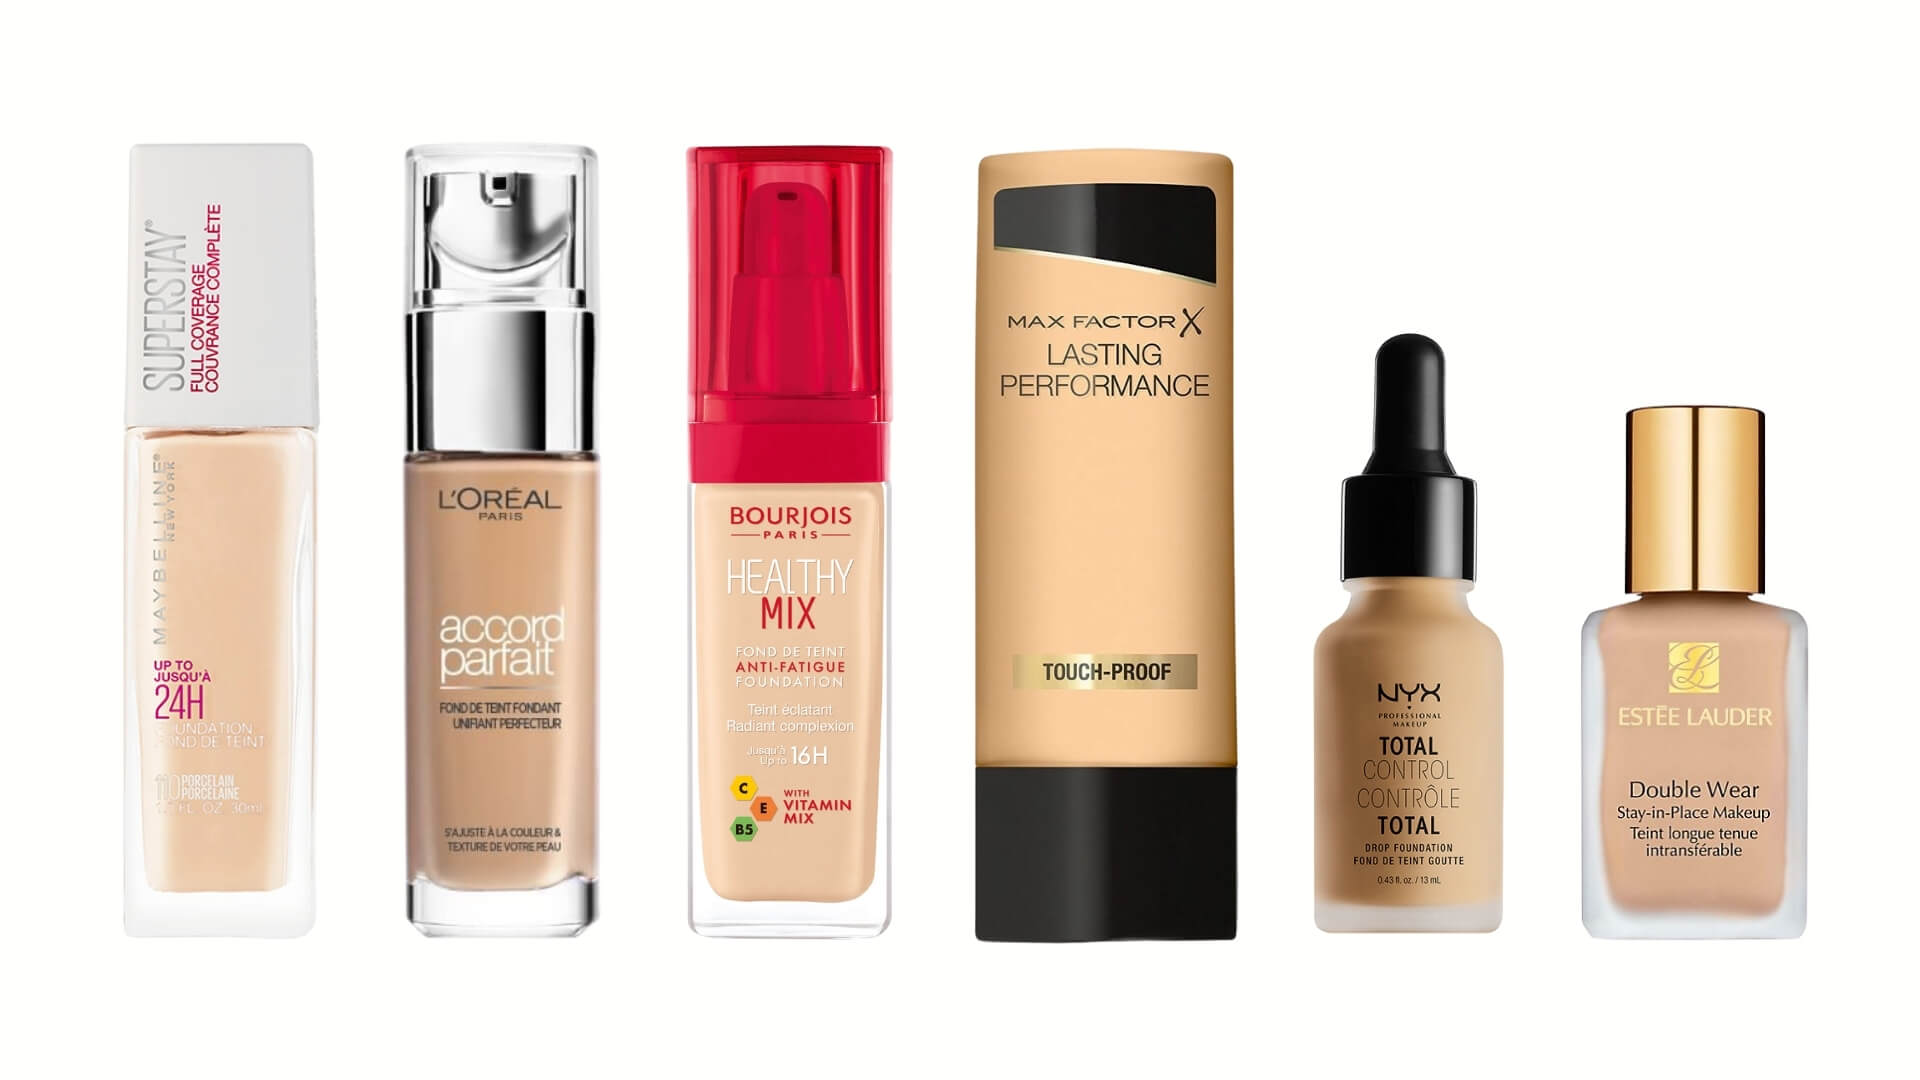 SUPERSTAY®
FULL COVERAGE
COUVRANCE COMPLÈTE
MAYBELLINE®
NEW YORK
UP TO
JUSQU'À
24H
FOUNDATION
FOND DE TEINT
110 PORCELAIN
PORCELAINE
FL OZ 30ml
L'ORÉAL
PARIS
accord
parfait
FOND DE TEINT FONDANT
UNIFIANT PERFECTEUR
S'AJUSTE À LA COULEUR &
TEXTURE DE VOTRE PEAU
BOURJOIS
PARIS
HEALTHY
MIX
FOND DE TEINT
ANTI-FATIGUE
FOUNDATION
Teint éclatant
Radiant complexion
Jusqu'à
Up to 16H
C
E
B5
WITH
VITAMIN
MIX
MAX FACTOR X
LASTING
PERFORMANCE
TOUCH-PROOF
NYX
PROFESSIONAL
MAKEUP
TOTAL
CONTROL
CONTRÔLE
TOTAL
DROP FOUNDATION
FOND DE TEINT GOUTTE
0.43 fl. oz. / 13 mL
EL
ESTĒE LAUDER
Double Wear
Stay-in-Place Makeup
Teint longue tenue
intransférable